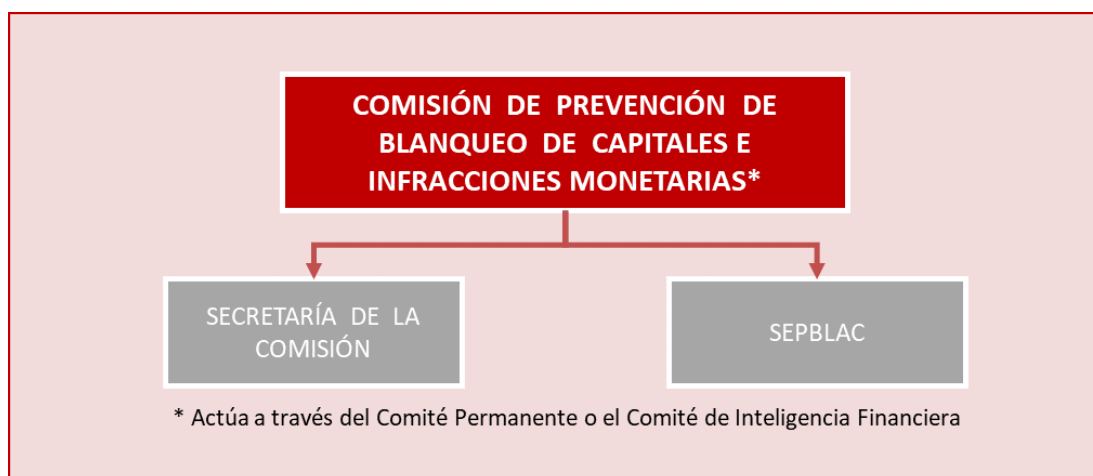 COMISIÓN DE PREVENCIÓN DE
BLANQUEO DE CAPITALES E
INFRACCIONES MONETARIAS*
SECRETARÍA DE LA
COMISIÓN
SEPBLAC
* Actúa a través del Comité Permanente o el Comité de Inteligencia Financiera